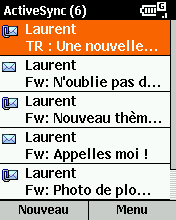 ActiveSync (6)
G
Laurent
TR : Une nouvelle...
Laurent
Fw: N'oublie pas d...
Laurent
Fw: Nouveau thèm...
Laurent
Fw: Appelles moi !
Laurent
Fw: Photo de plo...
Nouveau
Menu